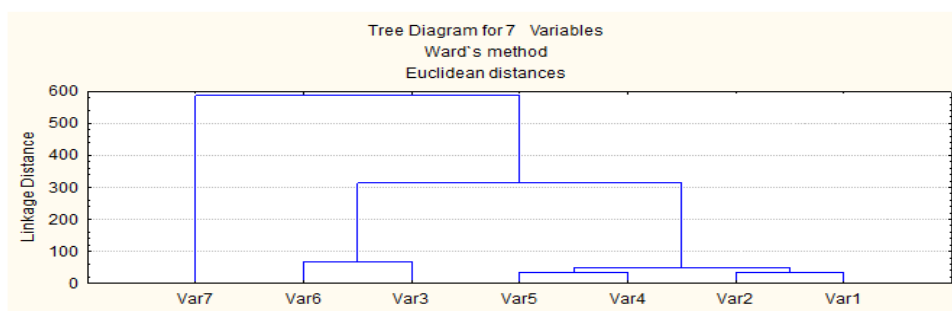 Tree Diagram for 7 Variables
Ward`s method
Euclidean distances
600
500
400
300
200
100
0
Linkage Distance
Var7 Var6 Var3 Var5 Var4 Var2 Var1